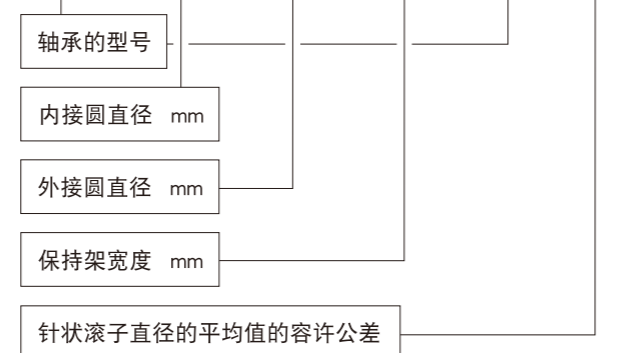 轴承的型号
内接圆直径 mm
外接圆直径 mm
保持架宽度 mm
针状滚子直径的平均值的容许公差